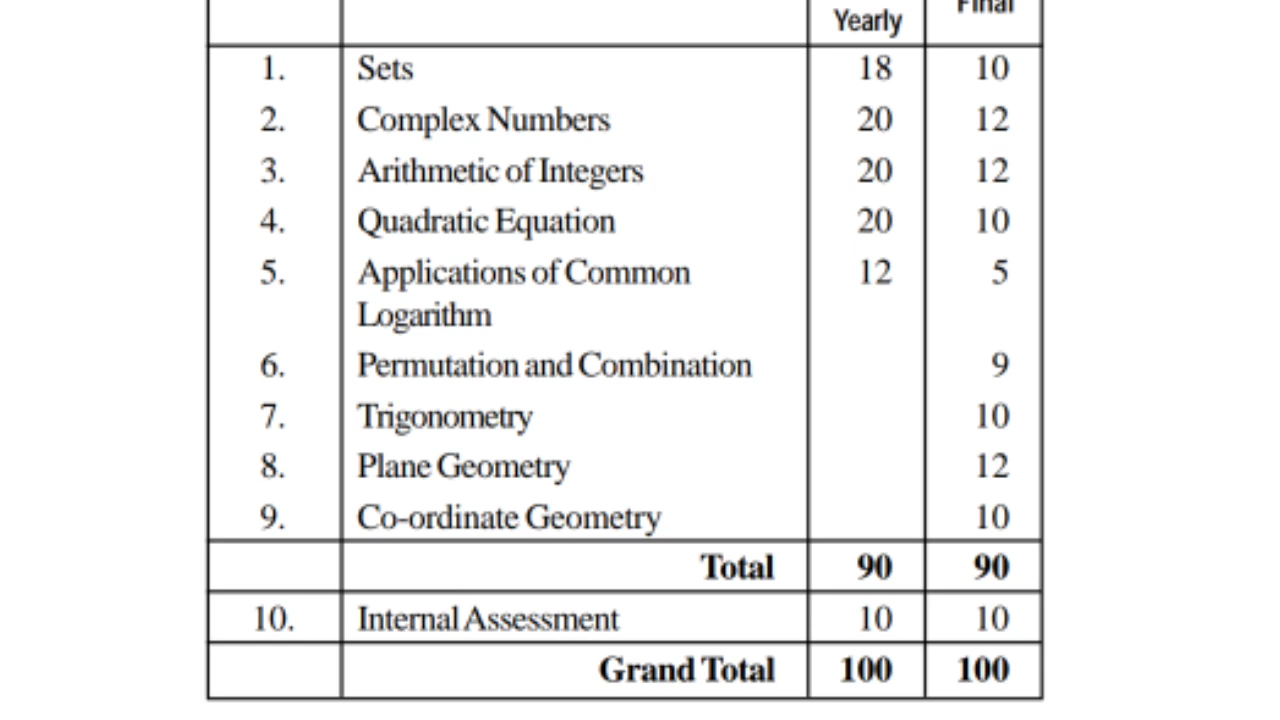 Yearly Final
1. Sets 18 10
2. Complex Numbers 20 12
3. Arithmetic of Integers 20 12
4. Quadratic Equation 20 10
5. Applications of Common 12 5
Logarithm
6. Permutation and Combination 9
7. Trigonometry 10
8. Plane Geometry 12
9. Co-ordinate Geometry 10
Total 90 90
10. Internal Assessment 10 10
Grand Total 100 100